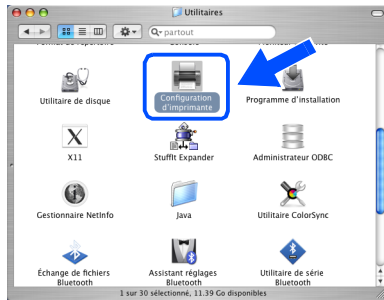 Utilitaires
partout
Utilitaire de disque
Configuration
d'imprimante
Programme d'installation
X11
StuffIt Expander
Administrateur ODBC
Gestionnaire NetInfo
Java
Utilitaire ColorSync
Échange de fichiers
Bluetooth
Assistant réglages
Bluetooth
Utilitaire de série
Bluetooth
1 sur 30 sélectionné, 11.39 Go disponibles